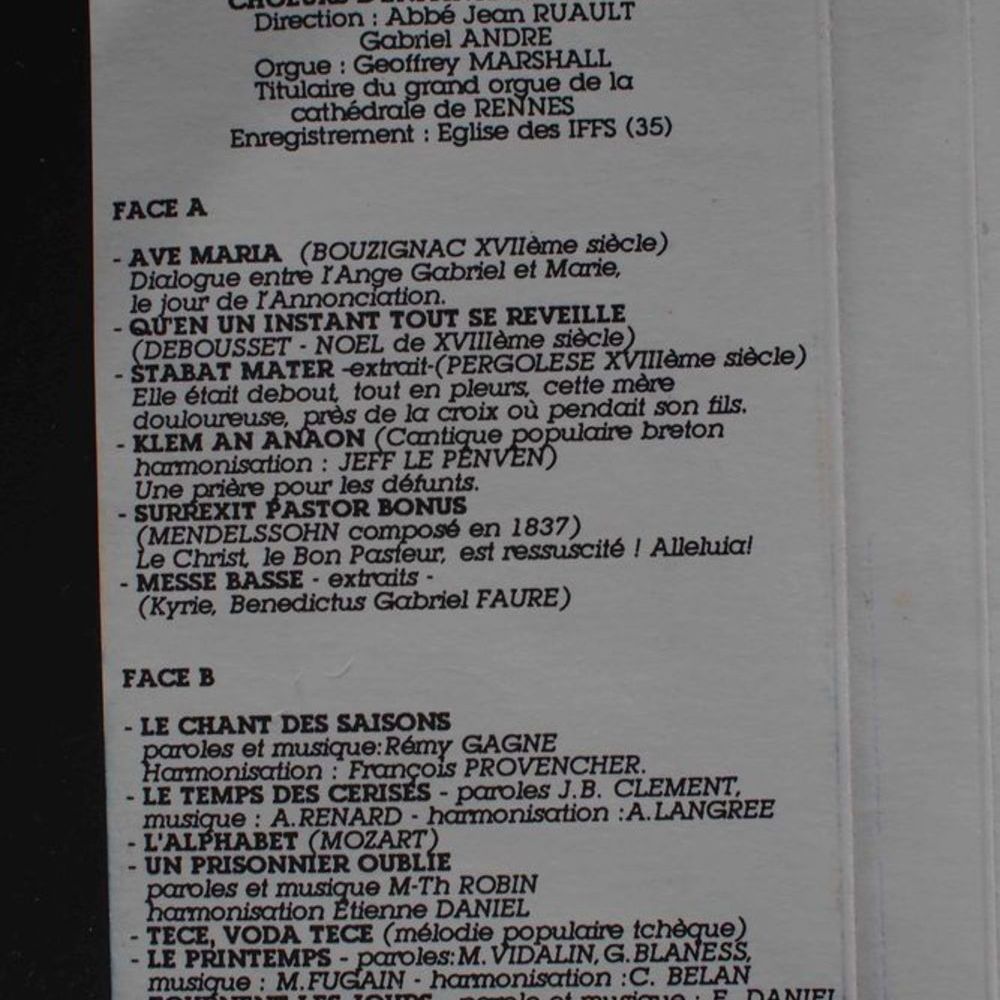 Direction : Abbé Jean RUAULT
Gabriel ANDRE
Orgue : Geoffrey MARSHALL
Titulaire du grand orgue de la
cathédrale de RENNES
Enregistrement : Eglise des IFFS (35)
FACE A
- AVE MARIA (BOUZIGNAC XVIIème siècle)
Dialogue entre l'Ange Gabriel et Marie,
le jour de l'Annonciation.
- QU'EN UN INSTANT TOUT SE REVEILLE
(DEBOUSSET - NOEL de XVIIIème siècle)
- STABAT MATER -extrait-(PERGOLESE XVIIIème siècle)
Elle était debout, tout en pleurs, cette mère
douloureuse, près de la croix où pendait son fils.
- KLEM AN ANAON (Cantique populaire breton
harmonisation : JEFF LE PENVEN)
Une prière pour les défunts.
- SURREXIT PASTOR BONUS
(MENDELSSOHN composé en 1837)
Le Christ, le Bon Pasteur, est ressuscité ! Alleluia!
- MESSE BASSE - extraits -
(Kyrie, Benedictus Gabriel FAURE)
FACE B
- LE CHANT DES SAISONS
paroles et musique:Rémy GAGNE
Harmonisation : François PROVENCHER.
- LE TEMPS DES CERISES - paroles J.B. CLEMENT,
musique : A.RENARD - harmonisation :A.LANGREE
- L'ALPHABET (MOZART)
- UN PRISONNIER OUBLIE
paroles et musique M-Th ROBIN
harmonisation Étienne DANIEL
- TECE, VODA TECE (mélodie populaire tchèque)
- LE PRINTEMPS - paroles:M.VIDALIN,G.BLANESS,
musique : M.FUGAIN - harmonisation :C. BELAN
LES JOURS - parole et musique : E. DANIEL